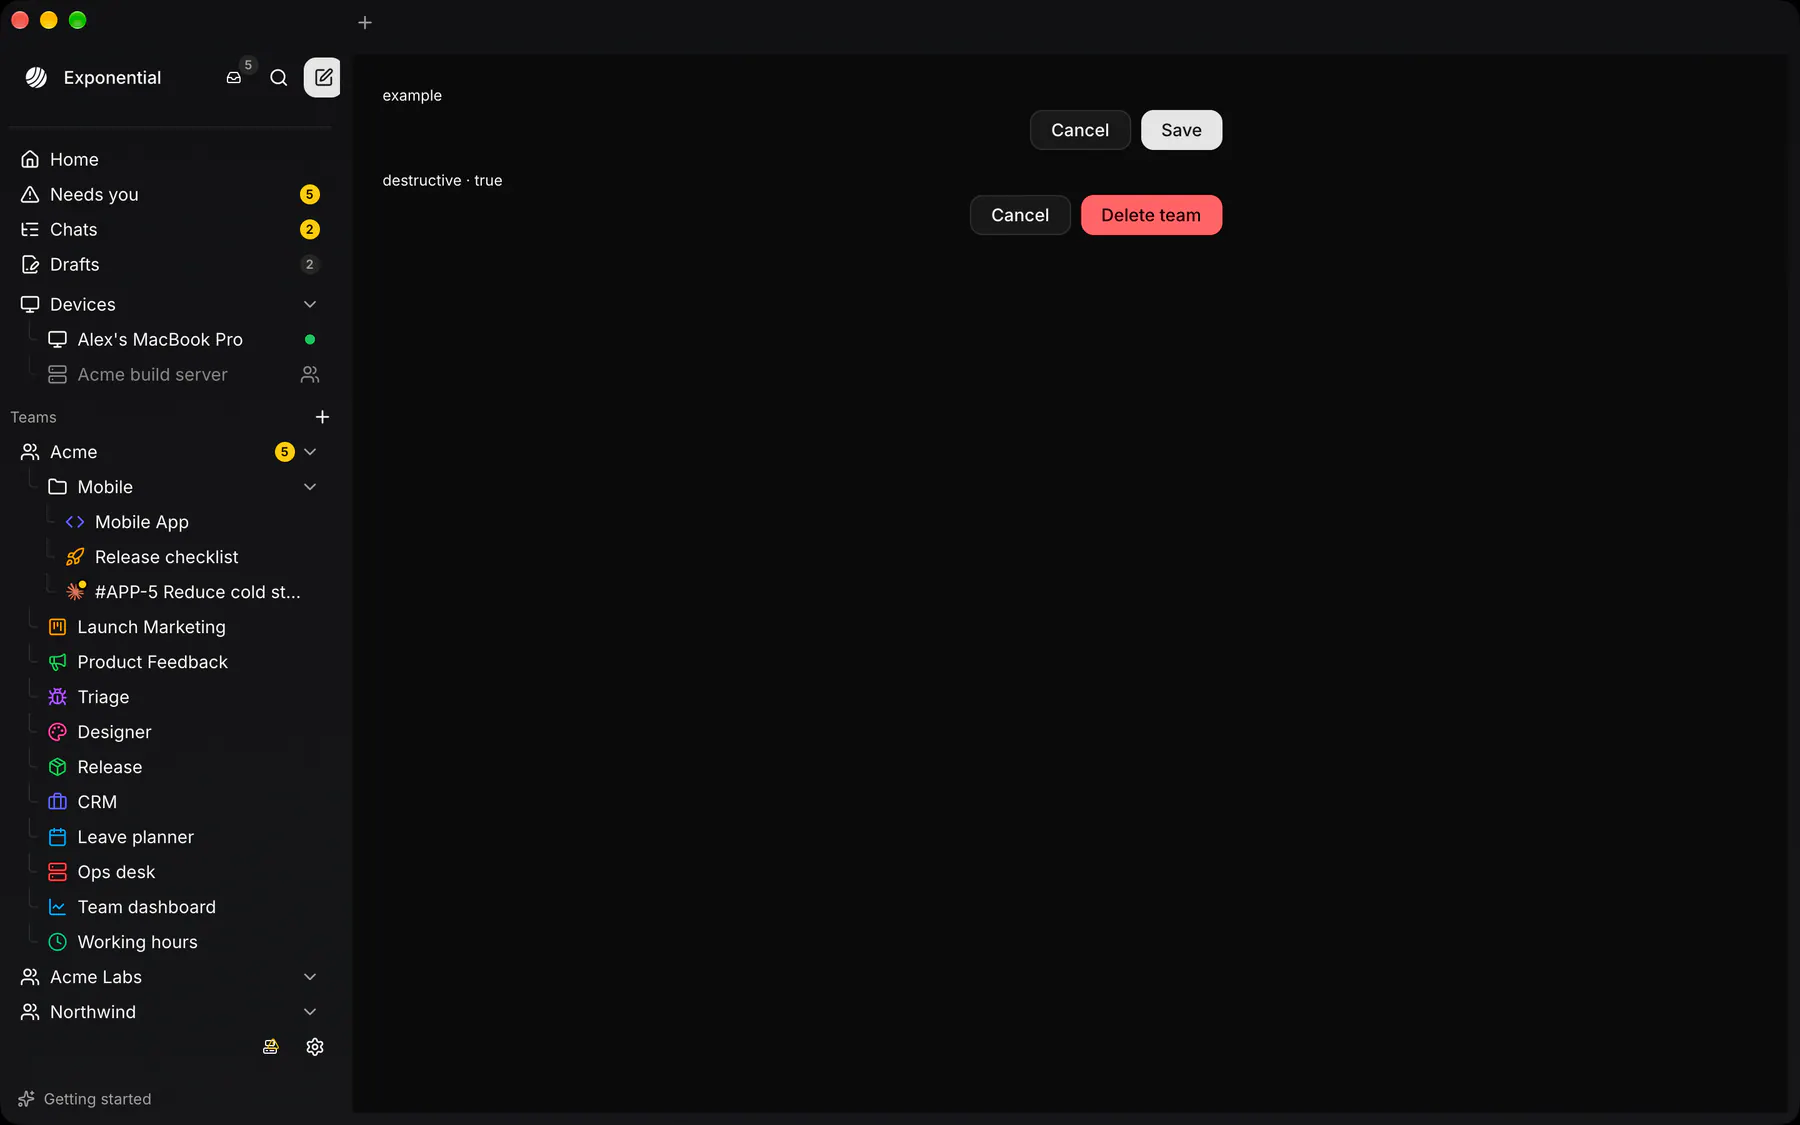 Exponential
5
Home
Needs you
5
Chats
2
Drafts
2
Devices
Alex's MacBook Pro
Acme build server
Teams
Acme
5
Mobile
Mobile App
Release checklist
#APP-5 Reduce cold st...
Launch Marketing
Product Feedback
Triage
Designer
Release
CRM
Leave planner
Ops desk
Team dashboard
Working hours
Acme Labs
Northwind
Getting started
example
Cancel
Save
destructive · true
Cancel
Delete team